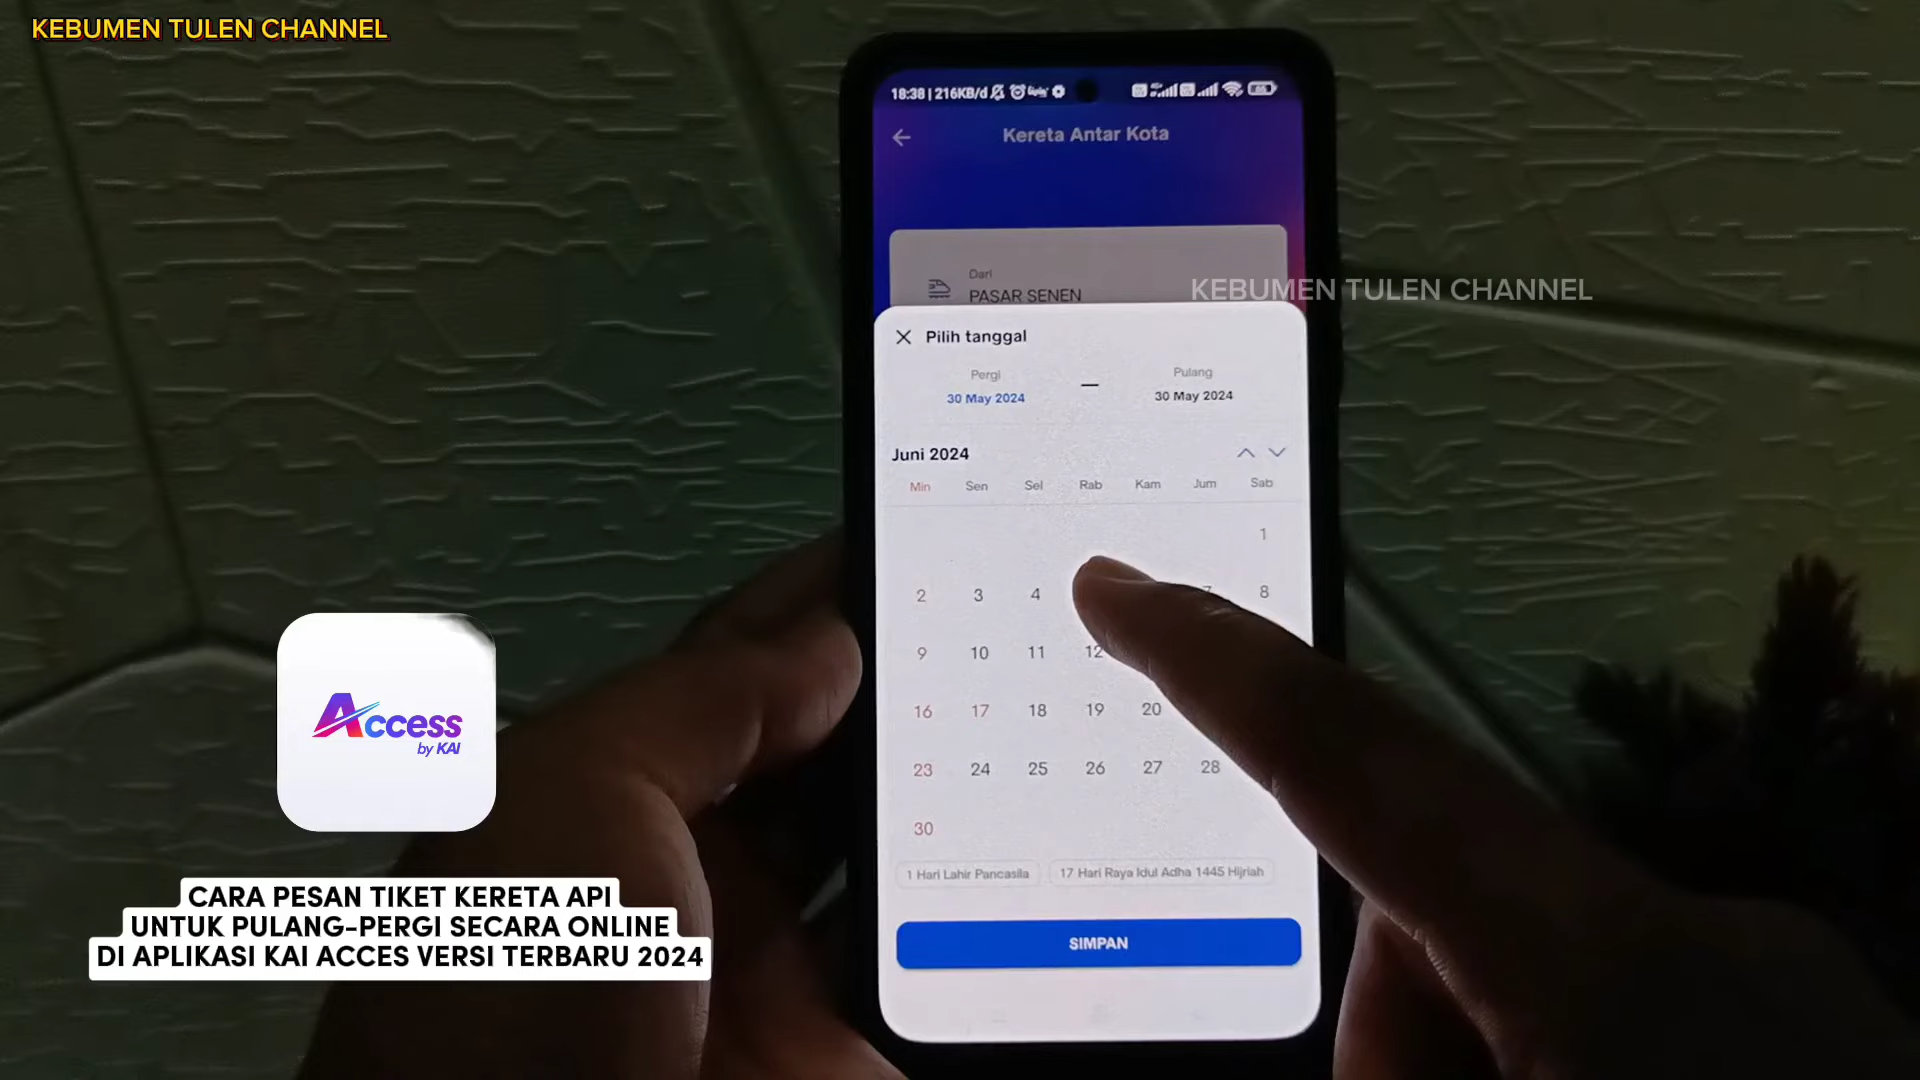 KEBUMEN TULEN CHANNEL
18:38 | 216KB/d
Kereta Antar Kota
Dari
PASAR SENEN
KEBUMEN TULEN CHANNEL
Pilih tanggal
Pergi
Pulang
30 May 2024
30 May 2024
Juni 2024
Min Sen Sel Rab Kam Jum Sab
1
2 3 4 7 8
9 10 11 12
16 17 18 19 20
23 24 25 26 27 28
30
1 Hari Lahir Pancasila
17 Hari Raya Idul Adha 1445 Hijriah
SIMPAN
Access
by KAI
CARA PESAN TIKET KERETA API
UNTUK PULANG-PERGI SECARA ONLINE
DI APLIKASI KAI ACCES VERSI TERBARU 2024